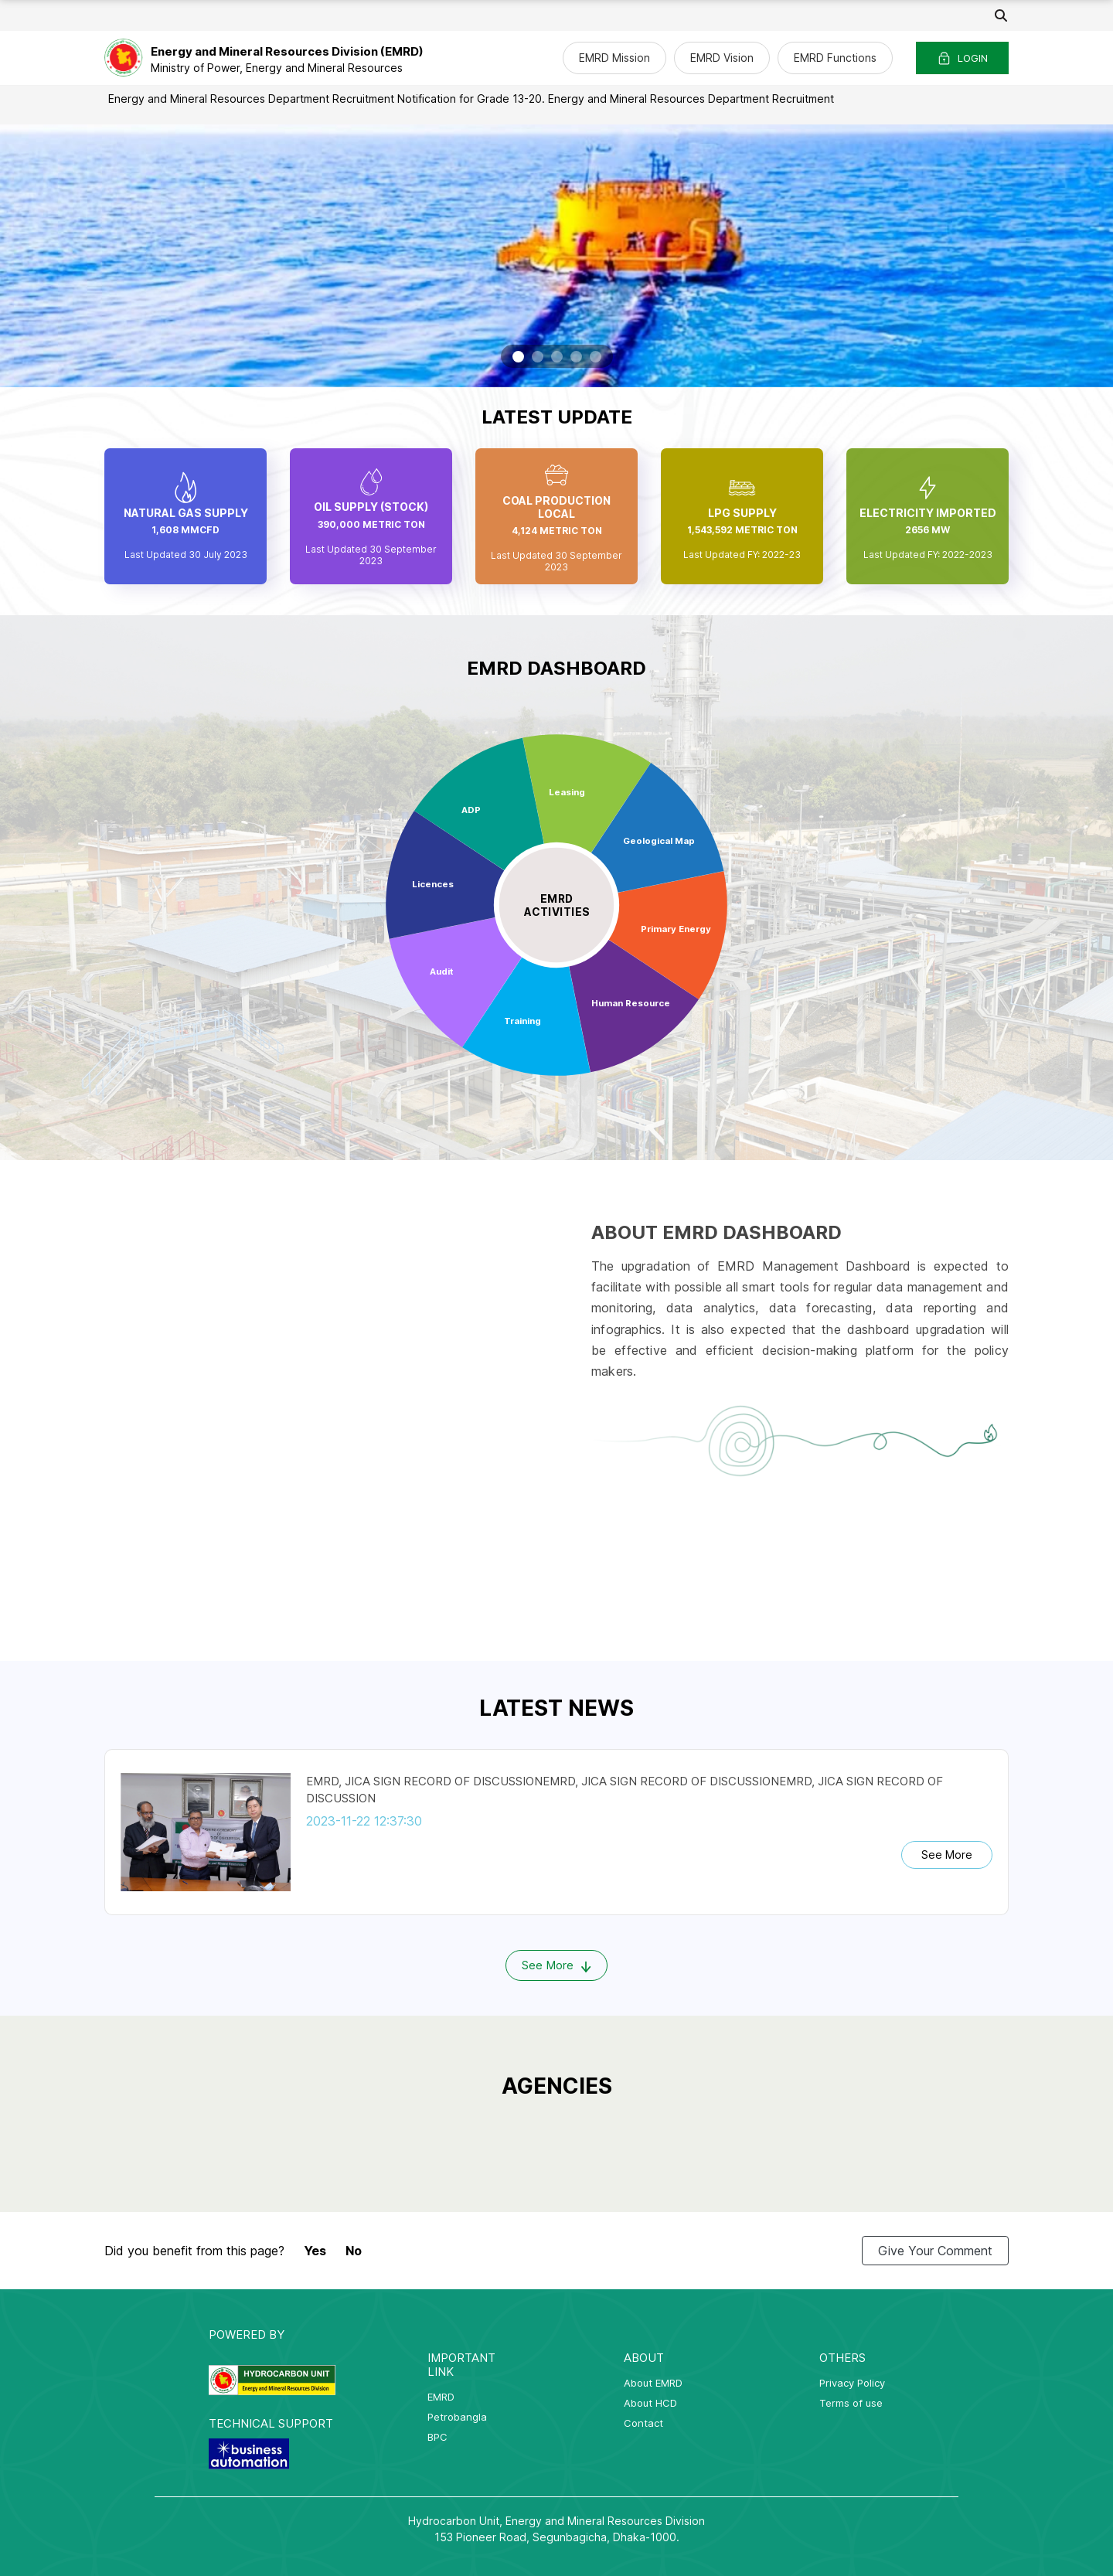 Energy and Mineral Resources Division (EMRD)
Ministry of Power, Energy and Mineral Resources
EMRD Mission
EMRD Vision
EMRD Functions
LOGIN
Energy and Mineral Resources Department Recruitment Notification for Grade 13-20. Energy and Mineral Resources Department Recruitment
LATEST UPDATE
NATURAL GAS SUPPLY
1,608 MMCFD
Last Updated 30 July 2023
OIL SUPPLY (STOCK)
390,000 METRIC TON
Last Updated 30 September
2023
COAL PRODUCTION
LOCAL
4,124 METRIC TON
Last Updated 30 September
2023
LPG SUPPLY
1,543,592 METRIC TON
Last Updated FY: 2022-23
ELECTRICITY IMPORTED
2656 MW
Last Updated FY: 2022-2023
EMRD DASHBOARD
Leasing
ADP
Geological Map
Licences
EMRD
ACTIVITIES
Primary Energy
Audit
Human Resource
Training
ABOUT EMRD DASHBOARD
The upgradation of EMRD Management Dashboard is expected to
facilitate with possible all smart tools for regular data management and
monitoring, data analytics, data forecasting, data reporting and
infographics. It is also expected that the dashboard upgradation will
be effective and efficient decision-making platform for the policy
makers.
LATEST NEWS
EMRD, JICA SIGN RECORD OF DISCUSSIONEMRD, JICA SIGN RECORD OF DISCUSSIONEMRD, JICA SIGN RECORD OF
DISCUSSION
2023-11-22 12:37:30
See More
See More
AGENCIES
Did you benefit from this page?
Yes
No
Give Your Comment
POWERED BY
HYDROCARBON UNIT
Energy and Mineral Resources Division
TECHNICAL SUPPORT
business
automation
IMPORTANT
LINK
EMRD
Petrobangla
BPC
ABOUT
About EMRD
About HCD
Contact
OTHERS
Privacy Policy
Terms of use
Hydrocarbon Unit, Energy and Mineral Resources Division
153 Pioneer Road, Segunbagicha, Dhaka-1000.